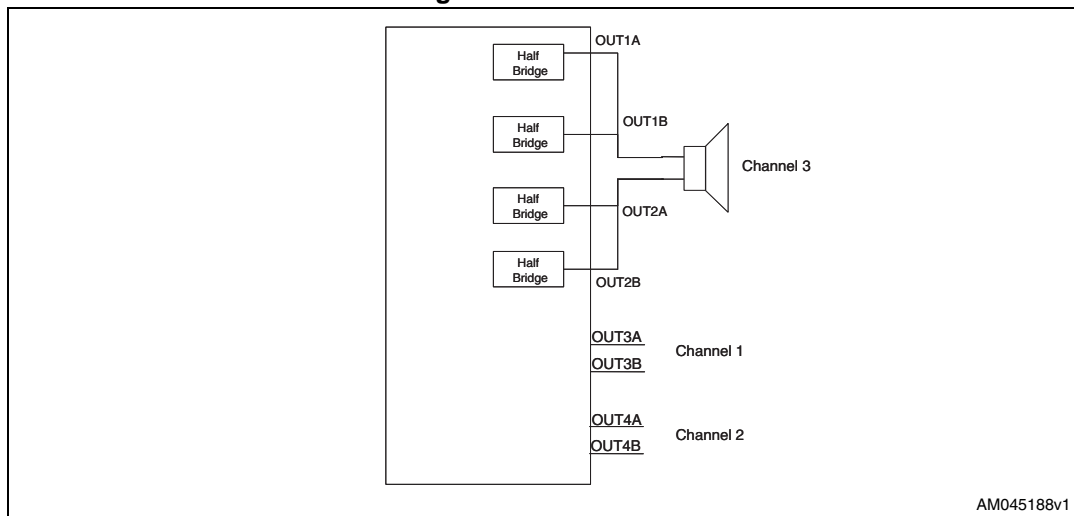 g
OUT1A
Half
Bridge
OUT1B
Half
Bridge
Channel 3
Half
Bridge
OUT2A
Half
Bridge
OUT2B
OUT3A
Channel 1
OUT3B
OUT4A
Channel 2
OUT4B
AM045188v1